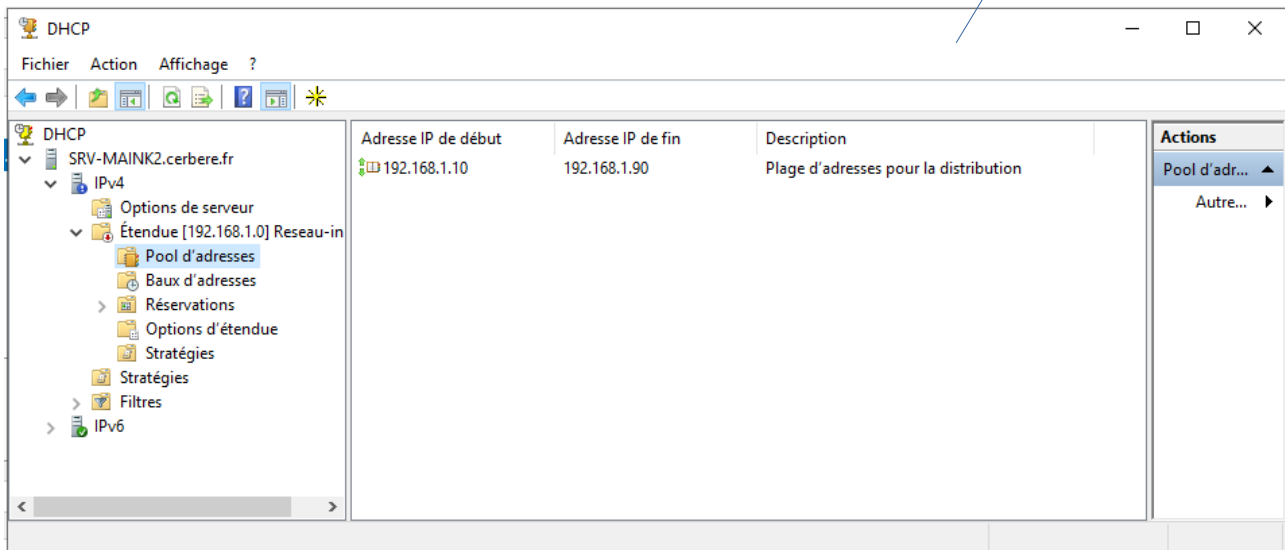 DHCP
Fichier Action Affichage ?
DHCP
SRV-MAINK2.cerbere.fr
IPv4
Options de serveur
Étendue [192.168.1.0] Reseau-in
Pool d'adresses
Baux d'adresses
Réservations
Options d'étendue
Stratégies
Stratégies
Filtres
IPv6
Adresse IP de début Adresse IP de fin Description
192.168.1.10 192.168.1.90 Plage d'adresses pour la distribution
Actions
Pool d'adr...
Autre...